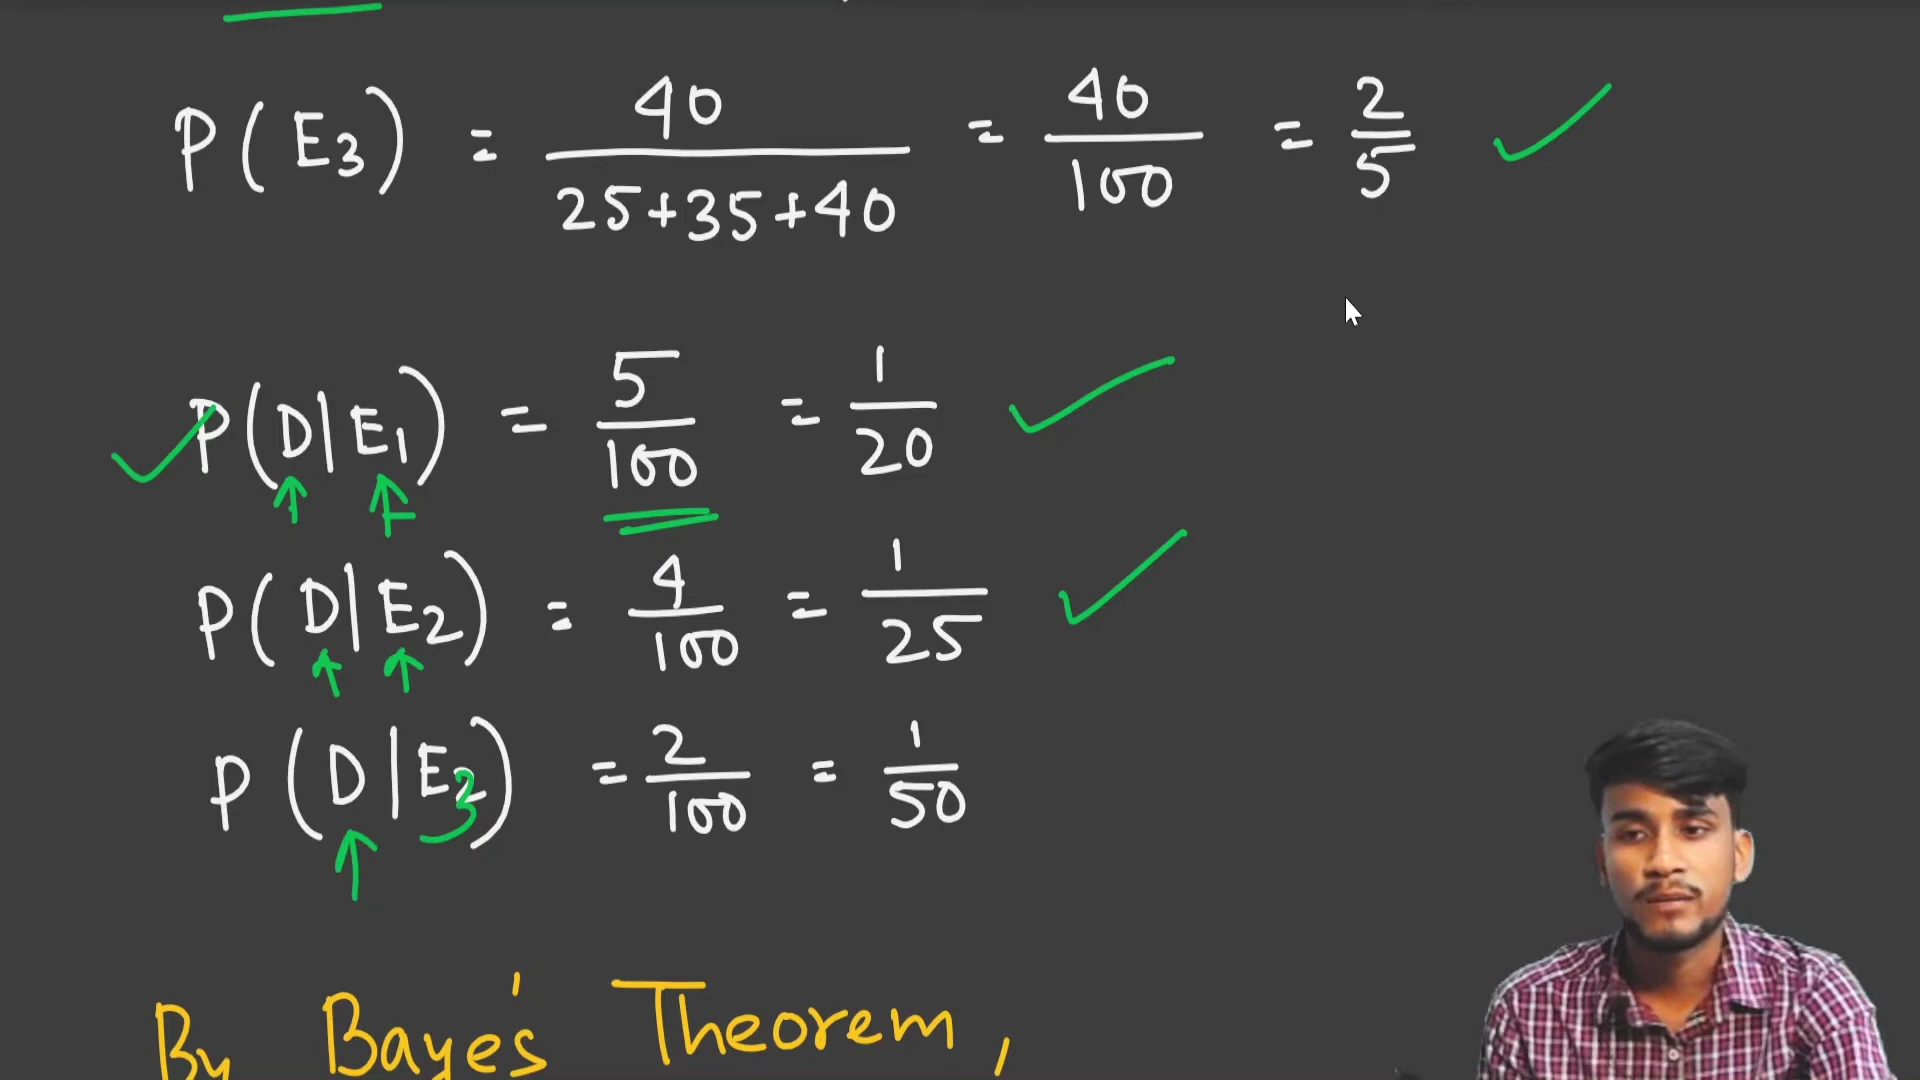 P(E3) = 40/(25+35+40) = 40/100 = 2/5
P(D|E1) = 5/100 = 1/20
P(D|E2) = 4/100 = 1/25
P(D|E3) = 2/100 = 1/50
By Baye's Theorem,